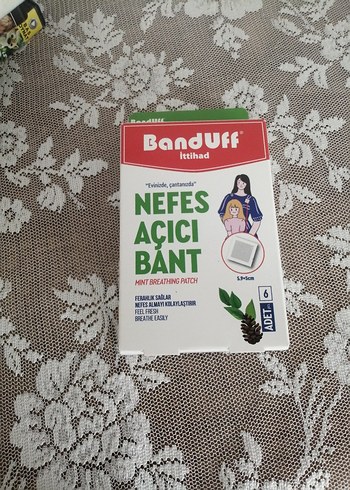 BandUff
BandUff®
İttihad
"Evinizde, çantanızda"
NEFES
AÇICI
BANT
MINT BREATHING PATCH
5.9*5cm
FERAHLIK SAĞLAR
NEFES ALMAYI KOLAYLAŞTIRIR
FEEL FRESH
BREATHE EASILY
6
ADET